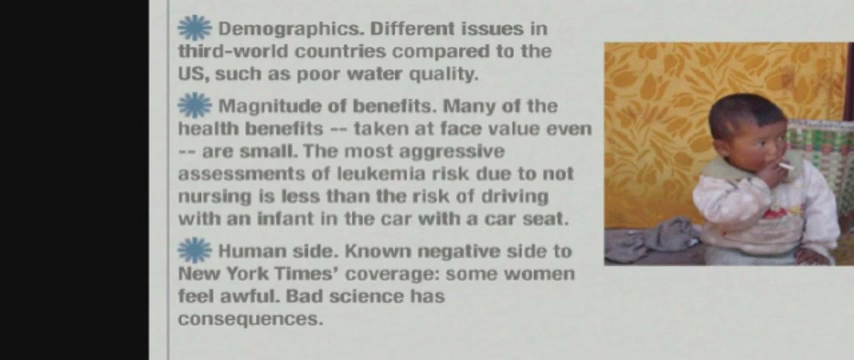 Demographics. Different issues in
third-world countries compared to the
US, such as poor water quality.
Magnitude of benefits. Many of the
health benefits -- taken at face value even
-- are small. The most aggressive
assessments of leukemia risk due to not
nursing is less than the risk of driving
with an infant in the car with a car seat.
Human side. Known negative side to
New York Times' coverage: some women
feel awful. Bad science has
consequences.